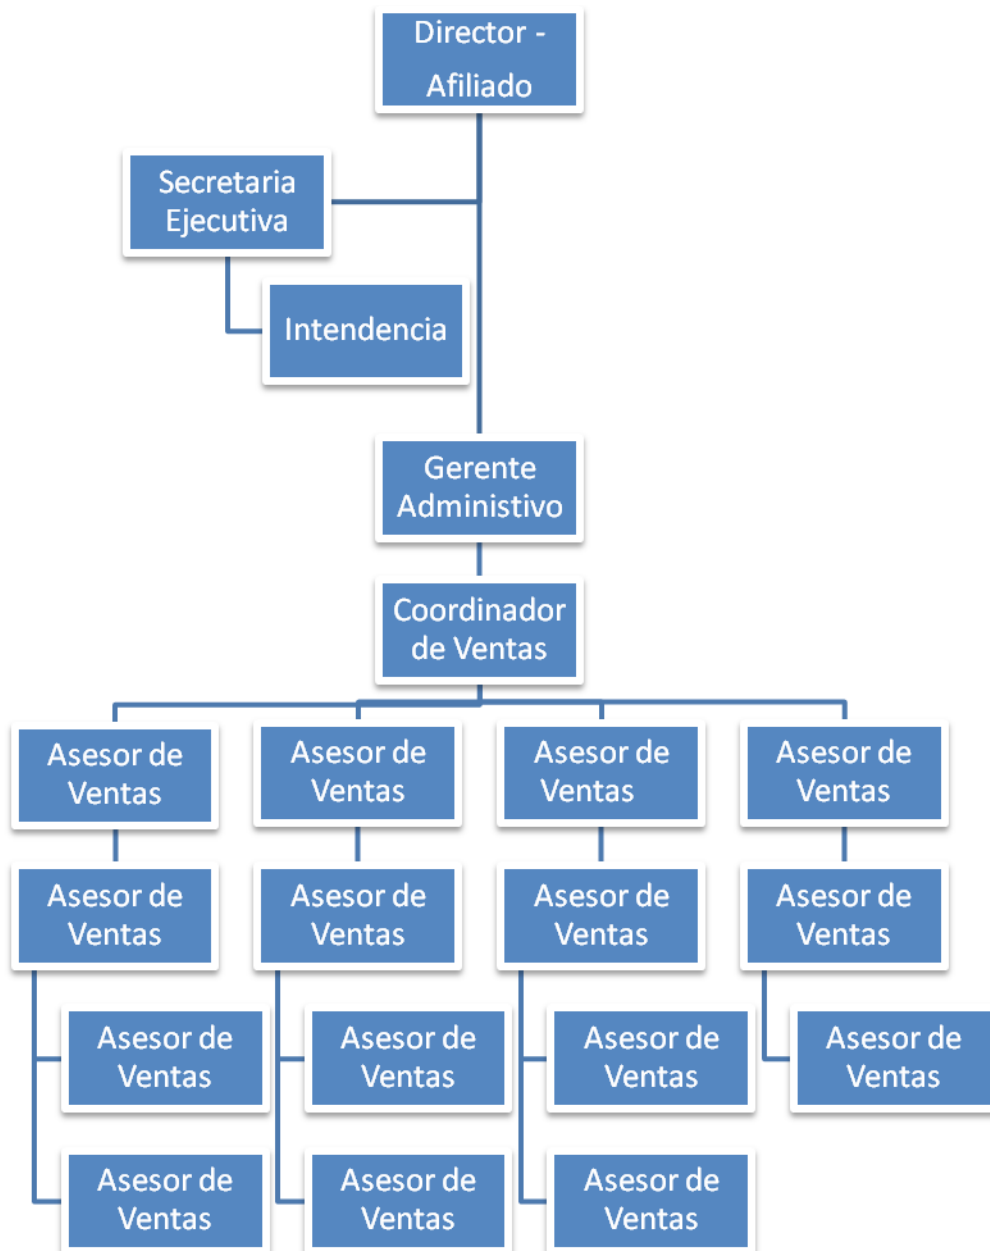 Director -
Afiliado
Secretaria
Ejecutiva
Intendencia
Gerente
Administivo
Coordinador
de Ventas
Asesor de
Ventas
Asesor de
Ventas
Asesor de
Ventas
Asesor de
Ventas
Asesor de
Ventas
Asesor de
Ventas
Asesor de
Ventas
Asesor de
Ventas
Asesor de
Ventas
Asesor de
Ventas
Asesor de
Ventas
Asesor de
Ventas
Asesor de
Ventas
Asesor de
Ventas
Asesor de
Ventas